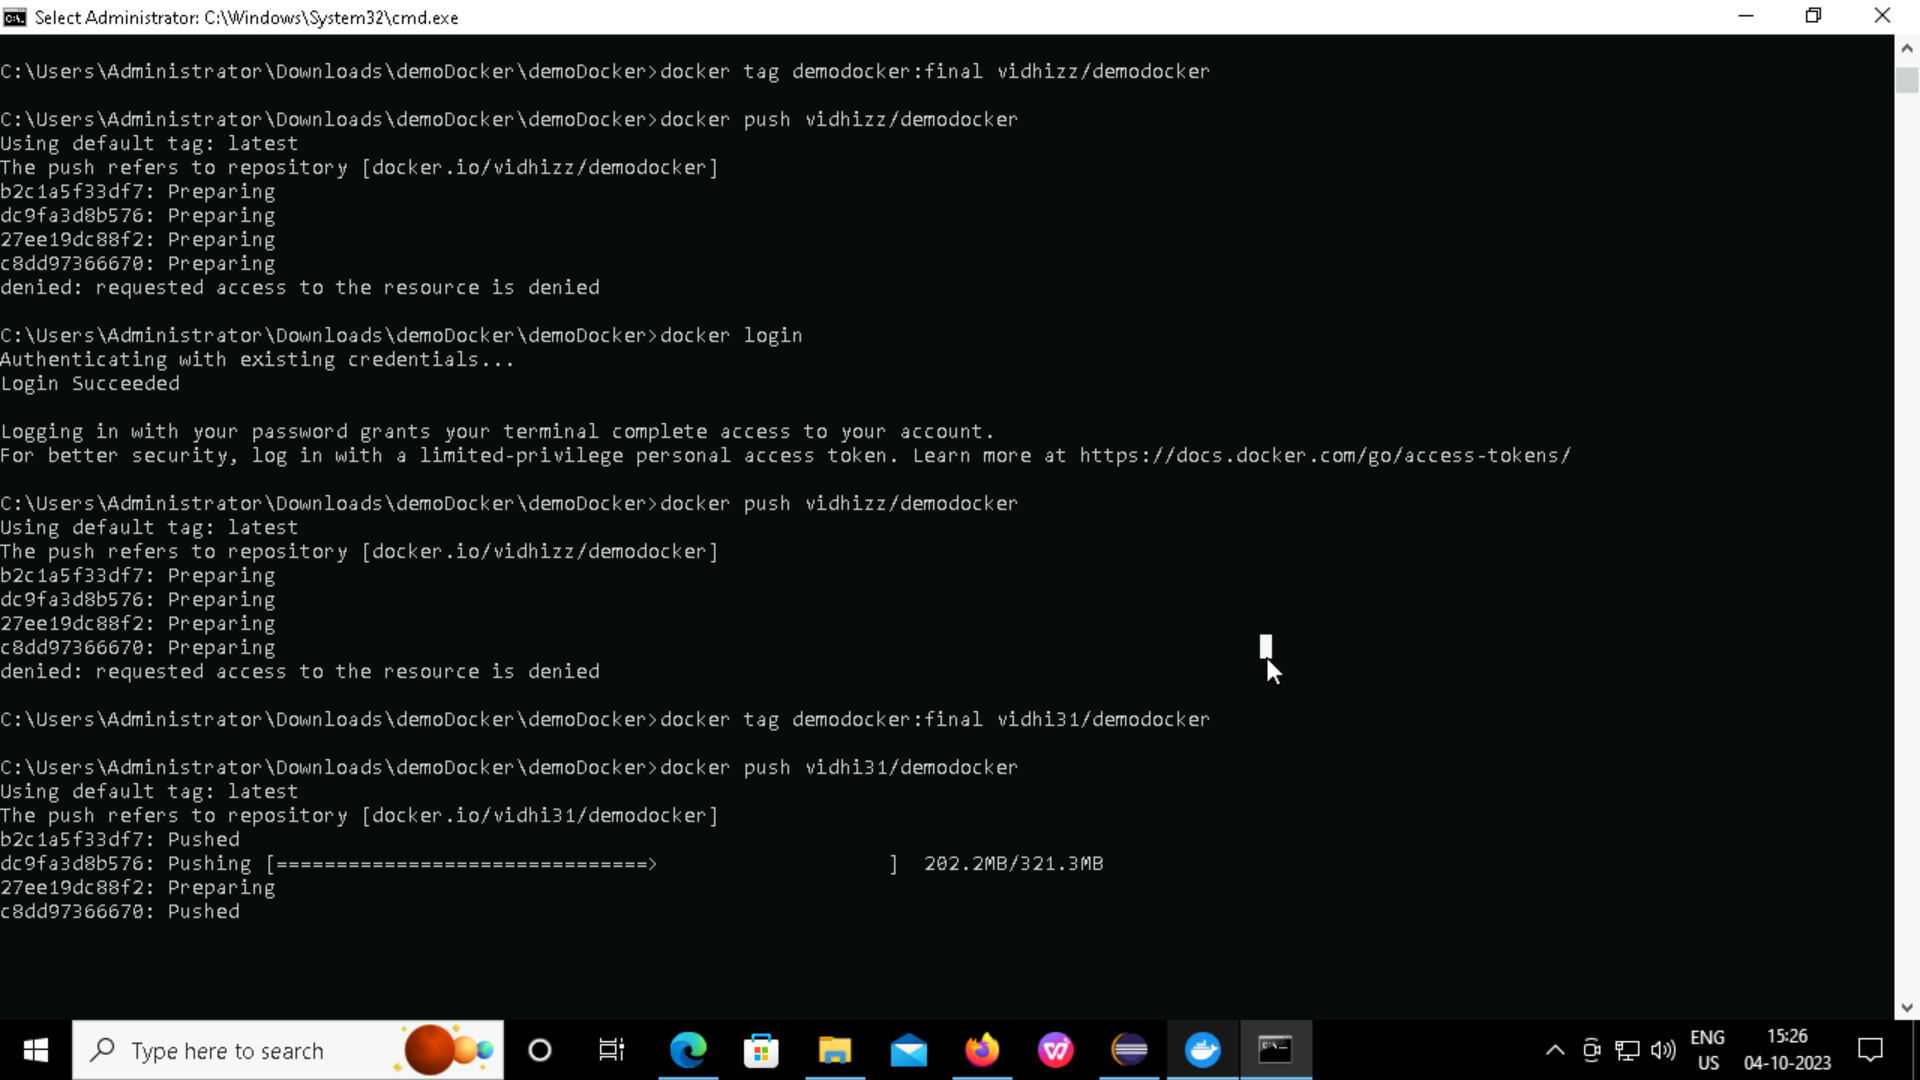 Select Administrator: C:\Windows\System32\cmd.exe
C:\Users\Administrator\Downloads\demoDocker\demoDocker>docker tag demodocker:final vidhizz/demodocker
C:\Users\Administrator\Downloads\demoDocker\demoDocker>docker push vidhizz/demodocker
Using default tag: latest
The push refers to repository [docker.io/vidhizz/demodocker]
b2c1a5f33df7: Preparing
dc9fa3d8b576: Preparing
27ee19dc88f2: Preparing
c8dd97366670: Preparing
denied: requested access to the resource is denied
C:\Users\Administrator\Downloads\demoDocker\demoDocker>docker login
Authenticating with existing credentials...
Login Succeeded
Logging in with your password grants your terminal complete access to your account.
For better security, log in with a limited-privilege personal access token. Learn more at https://docs.docker.com/go/access-tokens/
C:\Users\Administrator\Downloads\demoDocker\demoDocker>docker push vidhizz/demodocker
Using default tag: latest
The push refers to repository [docker.io/vidhizz/demodocker]
b2c1a5f33df7: Preparing
dc9fa3d8b576: Preparing
27ee19dc88f2: Preparing
c8dd97366670: Preparing
denied: requested access to the resource is denied
C:\Users\Administrator\Downloads\demoDocker\demoDocker>docker tag demodocker:final vidhi31/demodocker
C:\Users\Administrator\Downloads\demoDocker\demoDocker>docker push vidhi31/demodocker
Using default tag: latest
The push refers to repository [docker.io/vidhi31/demodocker]
b2c1a5f33df7: Pushed
dc9fa3d8b576: Pushing [===============================>                    ]  202.2MB/321.3MB
27ee19dc88f2: Preparing
c8dd97366670: Pushed
Type here to search
ENG
US
15:26
04-10-2023